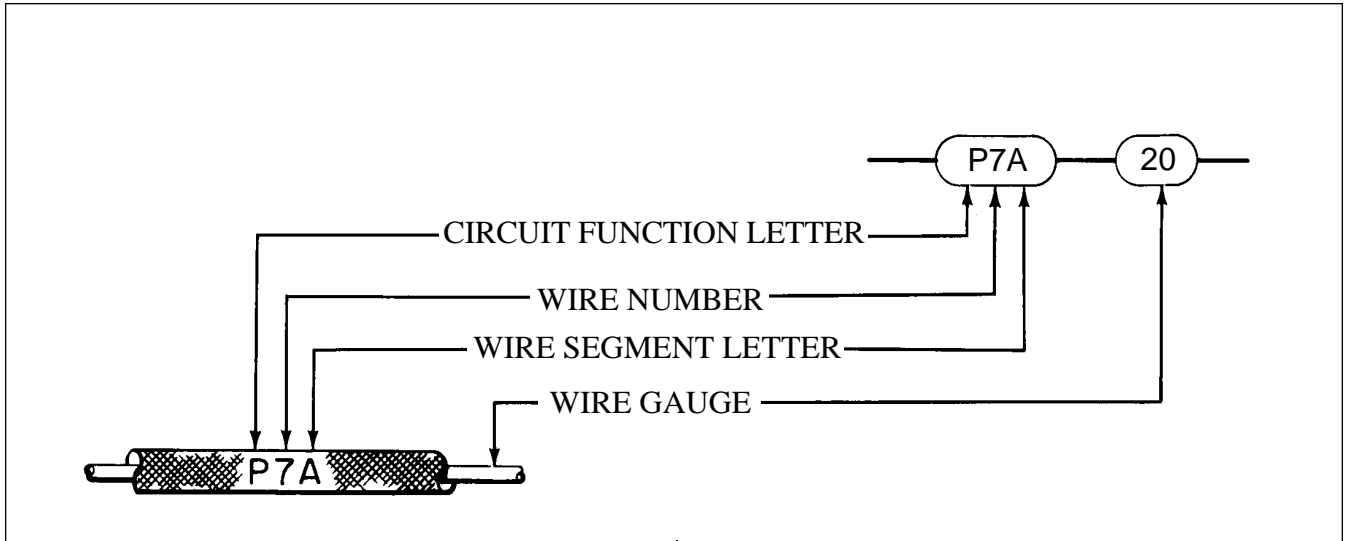 P7A 20
CIRCUIT FUNCTION LETTER
WIRE NUMBER
WIRE SEGMENT LETTER
WIRE GAUGE
P7A